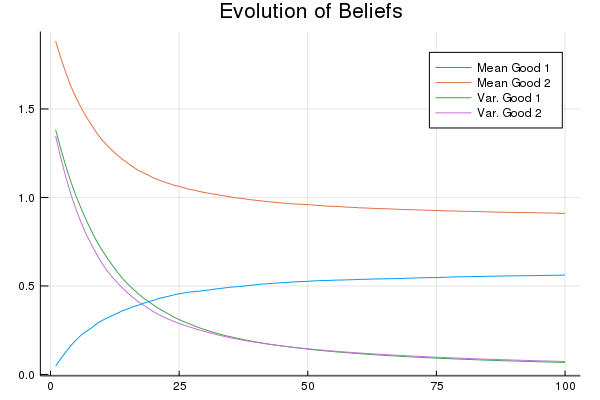 Evolution of Beliefs
Mean Good 1
Mean Good 2
Var. Good 1
Var. Good 2
1.5
1.0
0.5
0.0
0 25 50 75 100